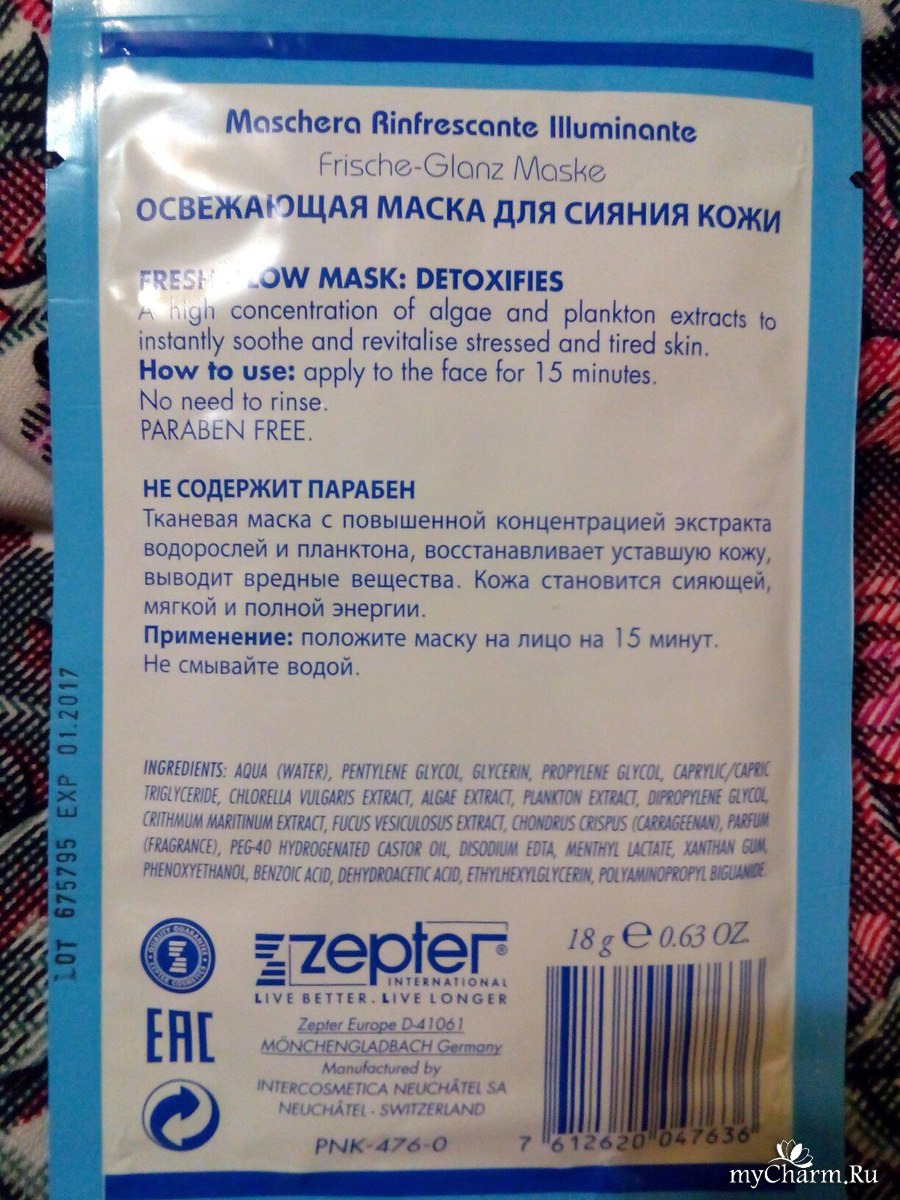 Maschera Rinfrescante Illuminante
Frische-Glanz Maske
ОСВЕЖАЮЩАЯ МАСКА ДЛЯ СИЯНИЯ КОЖИ
FRESH GLOW MASK: DETOXIFIES
A high concentration of algae and plankton extracts to
instantly soothe and revitalise stressed and tired skin.
How to use: apply to the face for 15 minutes.
No need to rinse.
PARABEN FREE.
НЕ СОДЕРЖИТ ПАРАБЕН
Тканевая маска с повышенной концентрацией экстракта
водорослей и планктона, восстанавливает уставшую кожу,
выводит вредные вещества. Кожа становится сияющей,
мягкой и полной энергии.
Применение: положите маску на лицо на 15 минут.
Не смывайте водой.
LOT 675795 EXP 01.2017
INGREDIENTS: AQUA (WATER), PENTYLENE GLYCOL, GLYCERIN, PROPYLENE GLYCOL, CAPRYLIC/CAPRIC
TRIGLYCERIDE, CHLORELLA VULGARIS EXTRACT, ALGAE EXTRACT, PLANKTON EXTRACT, DIPROPYLENE GLYCOL,
CRITHMUM MARITINUM EXTRACT, FUCUS VESICULOSUS EXTRACT, CHONDRUS CRISPUS (CARRAGEENAN), PARFUM
(FRAGRANCE), PEG-40 HYDROGENATED CASTOR OIL, DISODIUM EDTA, MENTHYL LACTATE, XANTHAN GUM,
PHENOXYETHANOL, BENZOIC ACID, DEHYDROACETIC ACID, ETHYLHEXYLGLYCERIN, POLYAMINOPROPYL BIGUANIDE.
QUALITY GUARANTEE
ZEPTER COSMETICS
zepter®
INTERNATIONAL
LIVE BETTER. LIVE LONGER
18 g e 0.63 OZ.
EAC
Zepter Europe D-41061
MÖNCHENGLADBACH Germany
Manufactured by
INTERCOSMETICA NEUCHÂTEL SA
NEUCHÂTEL - SWITZERLAND
PNK-476-0
7 612620 047636
myCharm.Ru